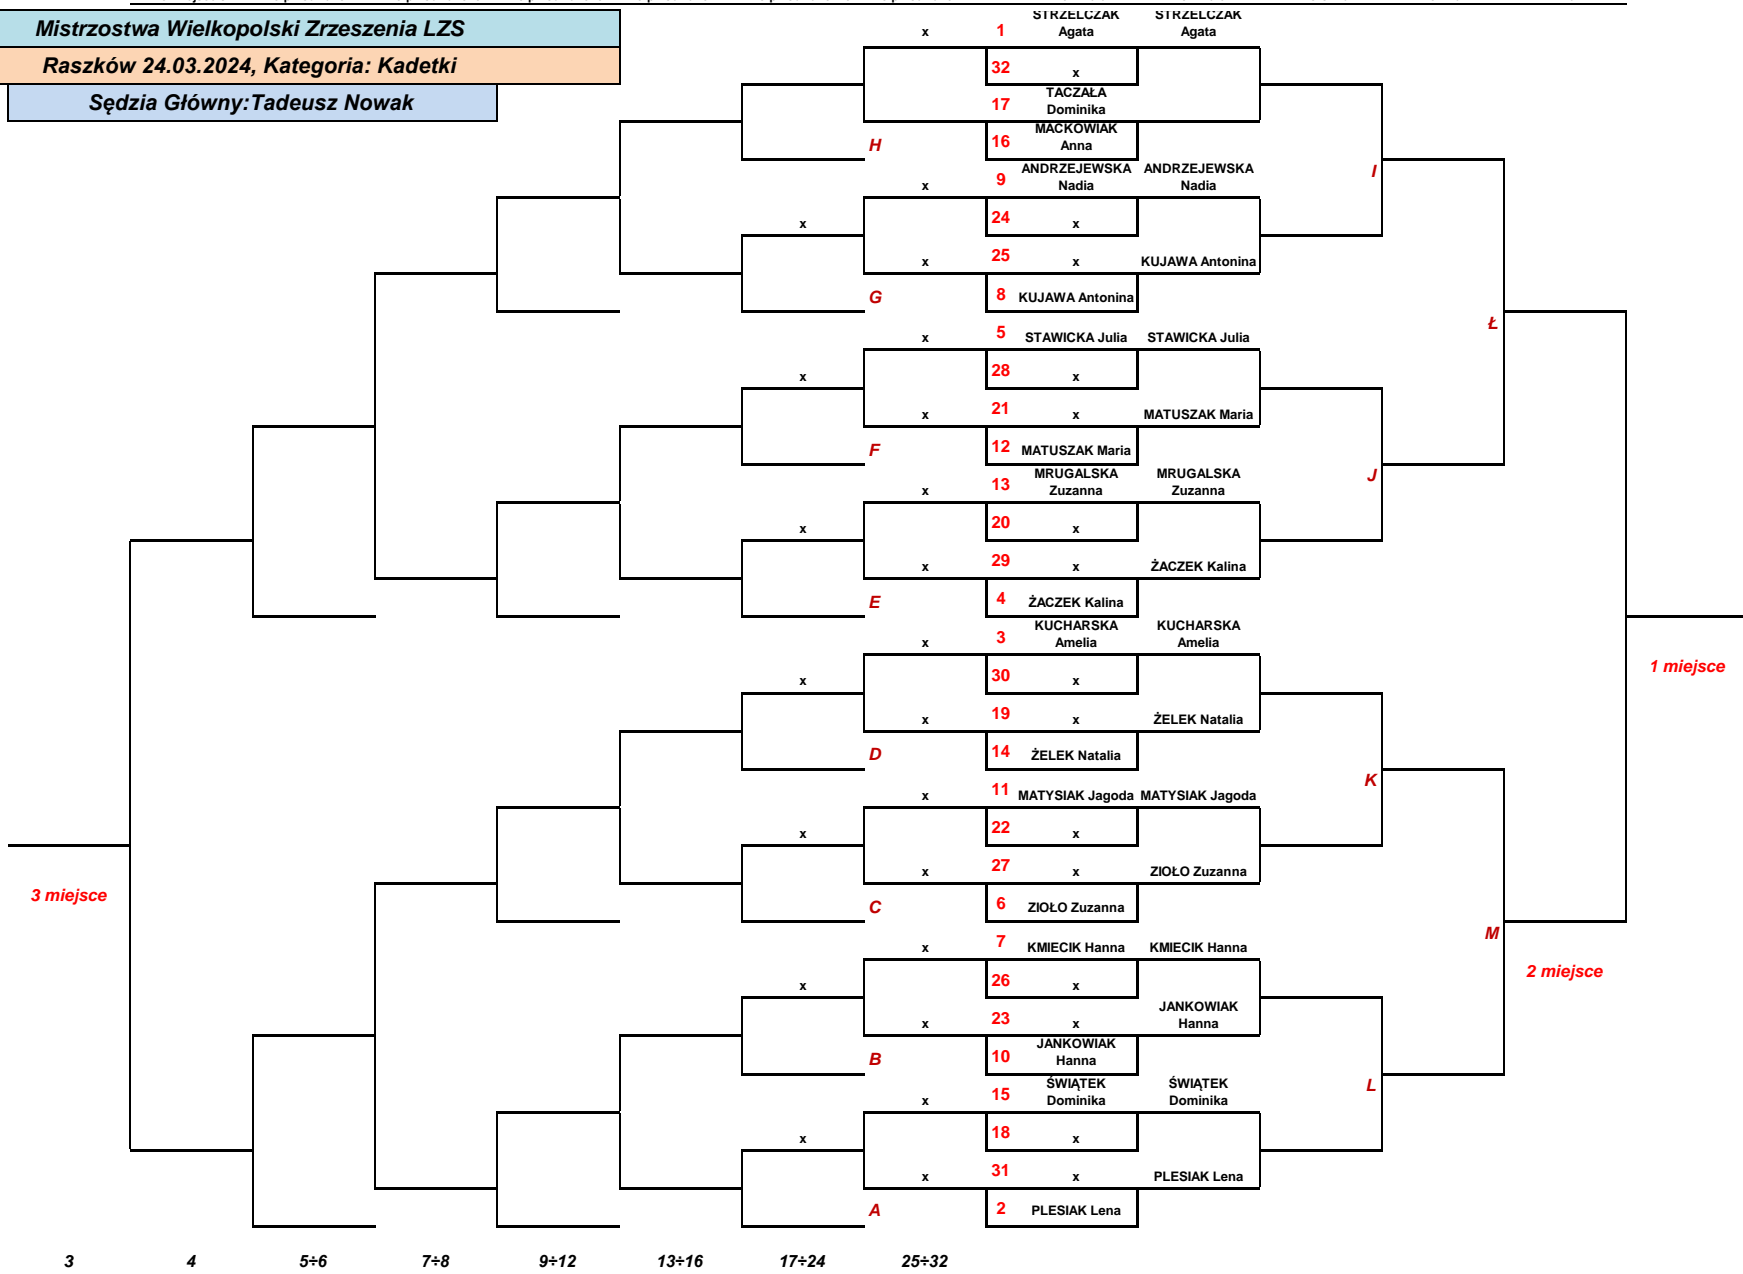 Mistrzostwa Wielkopolski Zrzeszenia LZS
Raszków 24.03.2024, Kategoria: Kadetki
Sędzia Główny:Tadeusz Nowak
STRZELCZAK STRZELCZAK
x 1 Agata Agata
32 x
17 TACZAŁA
Dominika
H 16 MAĆKOWIAK
Anna
x 9 ANDRZEJEWSKA ANDRZEJEWSKA
Nadia Nadia
I
x 24 x
x 25 x KUJAWA Antonina
G 8 KUJAWA Antonina
x 5 STAWICKA Julia STAWICKA Julia
Ł
x 28 x
x 21 x MATUSZAK Maria
F 12 MATUSZAK Maria
x 13 MRUGALSKA MRUGALSKA
Zuzanna Zuzanna
J
x 20 x
x 29 x ŻACZEK Kalina
E 4 ŻACZEK Kalina
x 3 KUCHARSKA KUCHARSKA
Amelia Amelia
1 miejsce
x 30 x
x 19 x ŻELEK Natalia
D 14 ŻELEK Natalia
K
x 11 MATYSIAK Jagoda MATYSIAK Jagoda
x 22 x
x 27 x ZIOŁO Zuzanna
3 miejsce
C 6 ZIOŁO Zuzanna
M
x 7 KMIECIK Hanna KMIECIK Hanna
2 miejsce
x 26 x
x 23 x JANKOWIAK
Hanna
B 10 JANKOWIAK
Hanna
L
x 15 ŚWIĄTEK ŚWIĄTEK
Dominika Dominika
x 18 x
x 31 x PLESIAK Lena
A 2 PLESIAK Lena
3 4 5÷6 7÷8 9÷12 13÷16 17÷24 25÷32